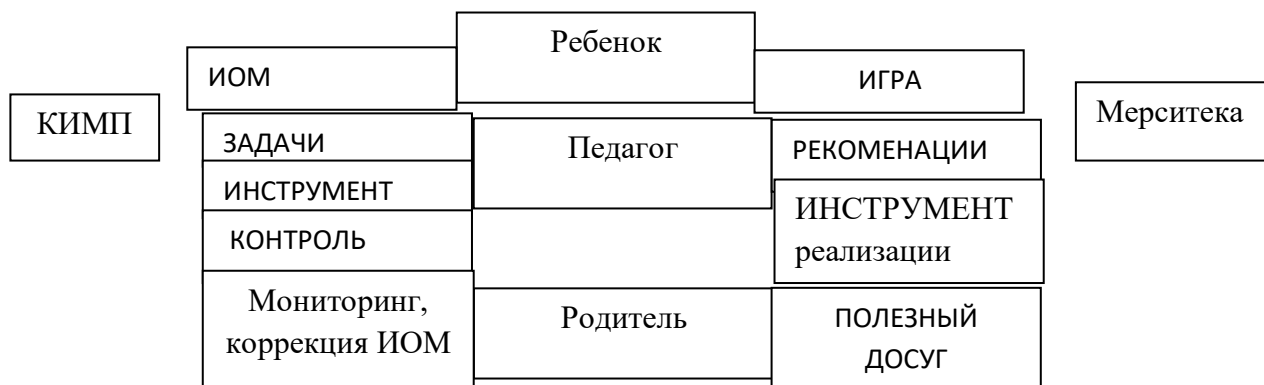 Ребенок
ИОМ
ИГРА
КИМП
Мерситека
ЗАДАЧИ
Педагог
РЕКОМЕНАЦИИ
ИНСТРУМЕНТ
ИНСТРУМЕНТ
реализации
КОНТРОЛЬ
Мониторинг,
коррекция ИОМ
Родитель
ПОЛЕЗНЫЙ
ДОСУГ